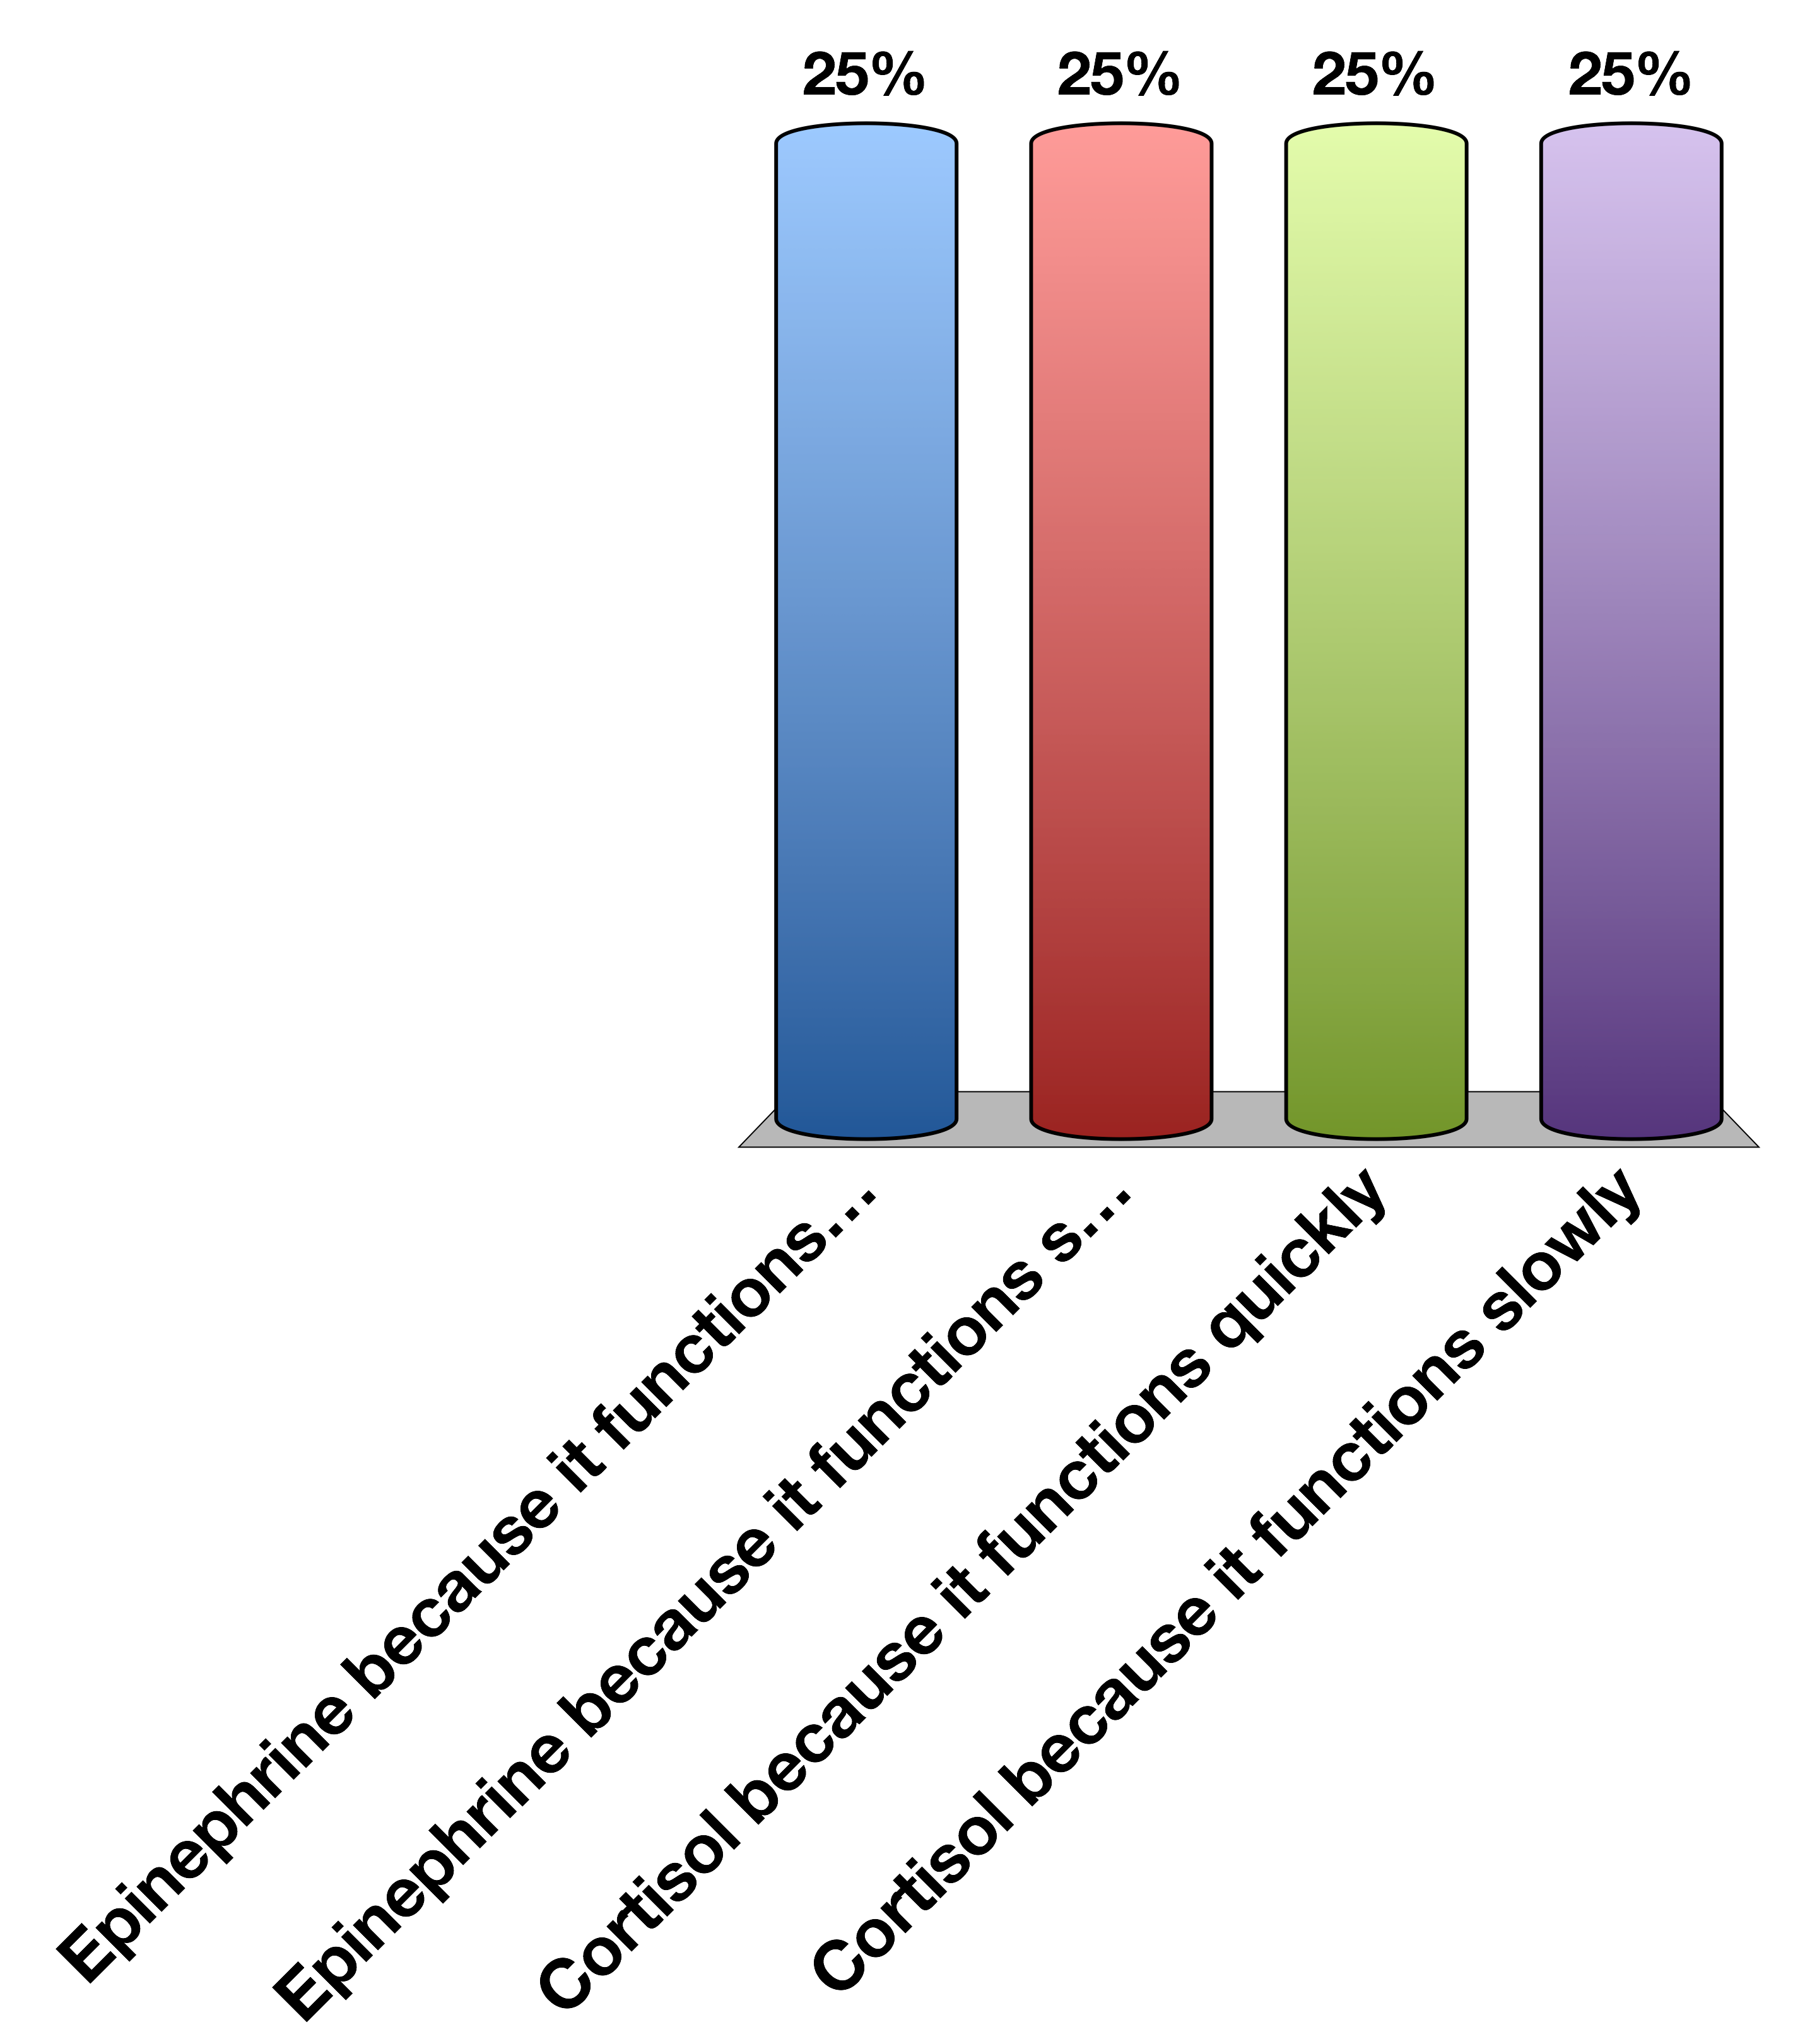 25%
25%
25%
25%
Epinephrine because it functions...
Epinephrine because it functions s...
Cortisol because it functions quickly
Cortisol because it functions slowly